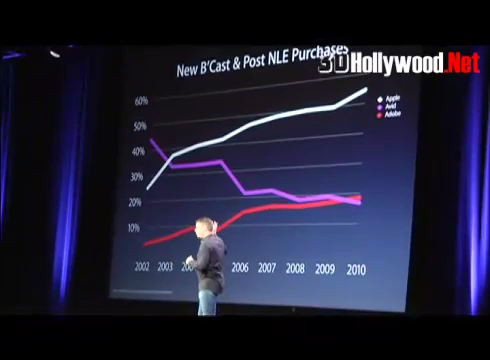 3DHollywood.Net
New B'Cast & Post NLE Purchases
60%
50%
40%
30%
20%
10%
Apple
Avid
Adobe
2002 2003 2006 2007 2008 2009 2010